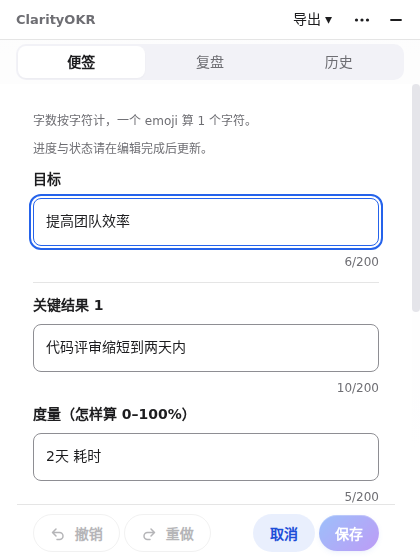 ClarityOKR
导出 ▾
便签
复盘
历史
字数按字符计，一个 emoji 算 1 个字符。
进度与状态请在编辑完成后更新。
目标
提高团队效率
6/200
关键结果 1
代码评审缩短到两天内
10/200
度量（怎样算 0–100%）
2天 耗时
5/200
撤销
重做
取消
保存